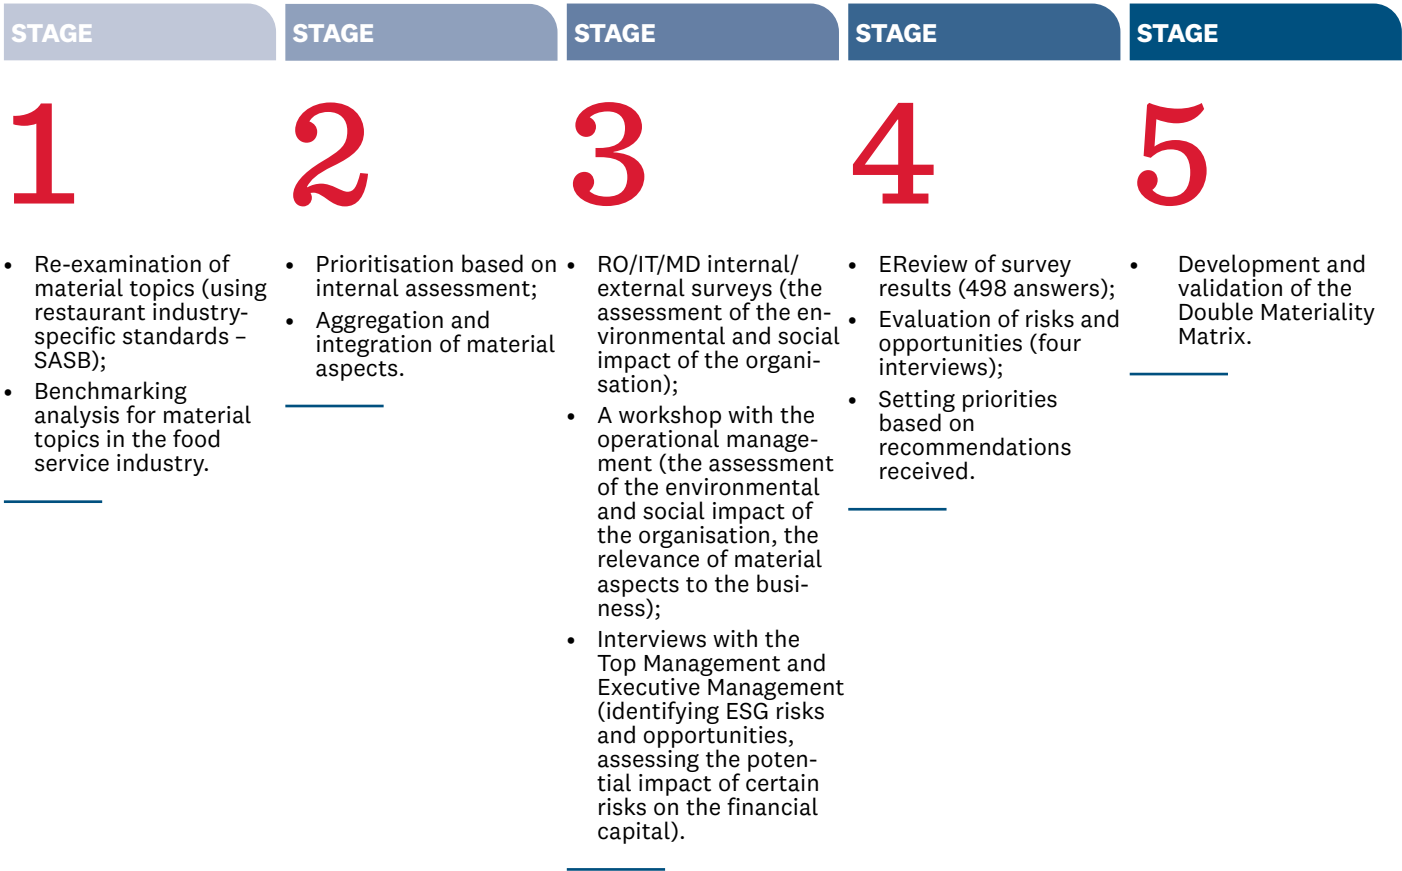 STAGE
1
• Re-examination of
material topics (using
restaurant industry-
specific standards –
SASB);
• Benchmarking
analysis for material
topics in the food
service industry.
STAGE
2
• Prioritisation based on
internal assessment;
• Aggregation and
integration of material
aspects.
STAGE
3
• RO/IT/MD internal/
external surveys (the
assessment of the en-
vironmental and social
impact of the organi-
sation);
• A workshop with the
operational manage-
ment (the assessment
of the environmental
and social impact of
the organisation, the
relevance of material
aspects to the busi-
ness);
• Interviews with the
Top Management and
Executive Management
(identifying ESG risks
and opportunities,
assessing the poten-
tial impact of certain
risks on the financial
capital).
STAGE
4
• EReview of survey
results (498 answers);
• Evaluation of risks and
opportunities (four
interviews);
• Setting priorities
based on
recommendations
received.
STAGE
5
• Development and
validation of the
Double Materiality
Matrix.